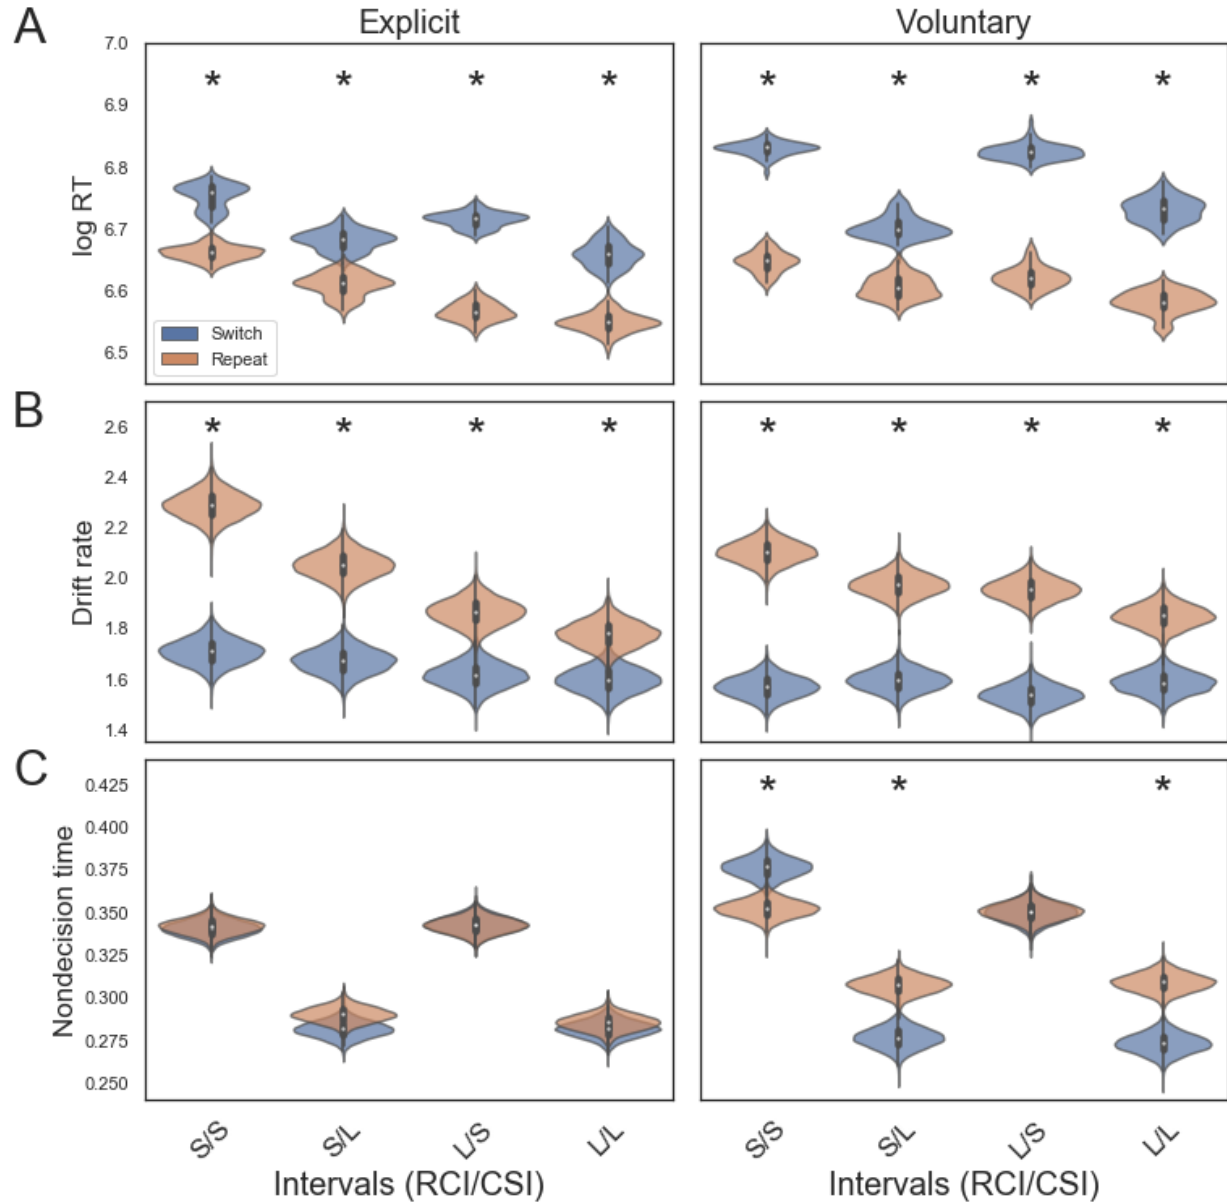 A
Explicit
Voluntary
7.0
6.9
6.8
6.7
6.6
6.5
log RT
* * * *
* * * *
Switch
Repeat
B
2.6
2.4
2.2
2.0
1.8
1.6
1.4
Drift rate
* * * *
* * * *
C
0.425
0.400
0.375
0.350
0.325
0.300
0.275
0.250
Nondecision time
* * *
S/S S/L L/S L/L
S/S S/L L/S L/L
Intervals (RCI/CSI)
Intervals (RCI/CSI)